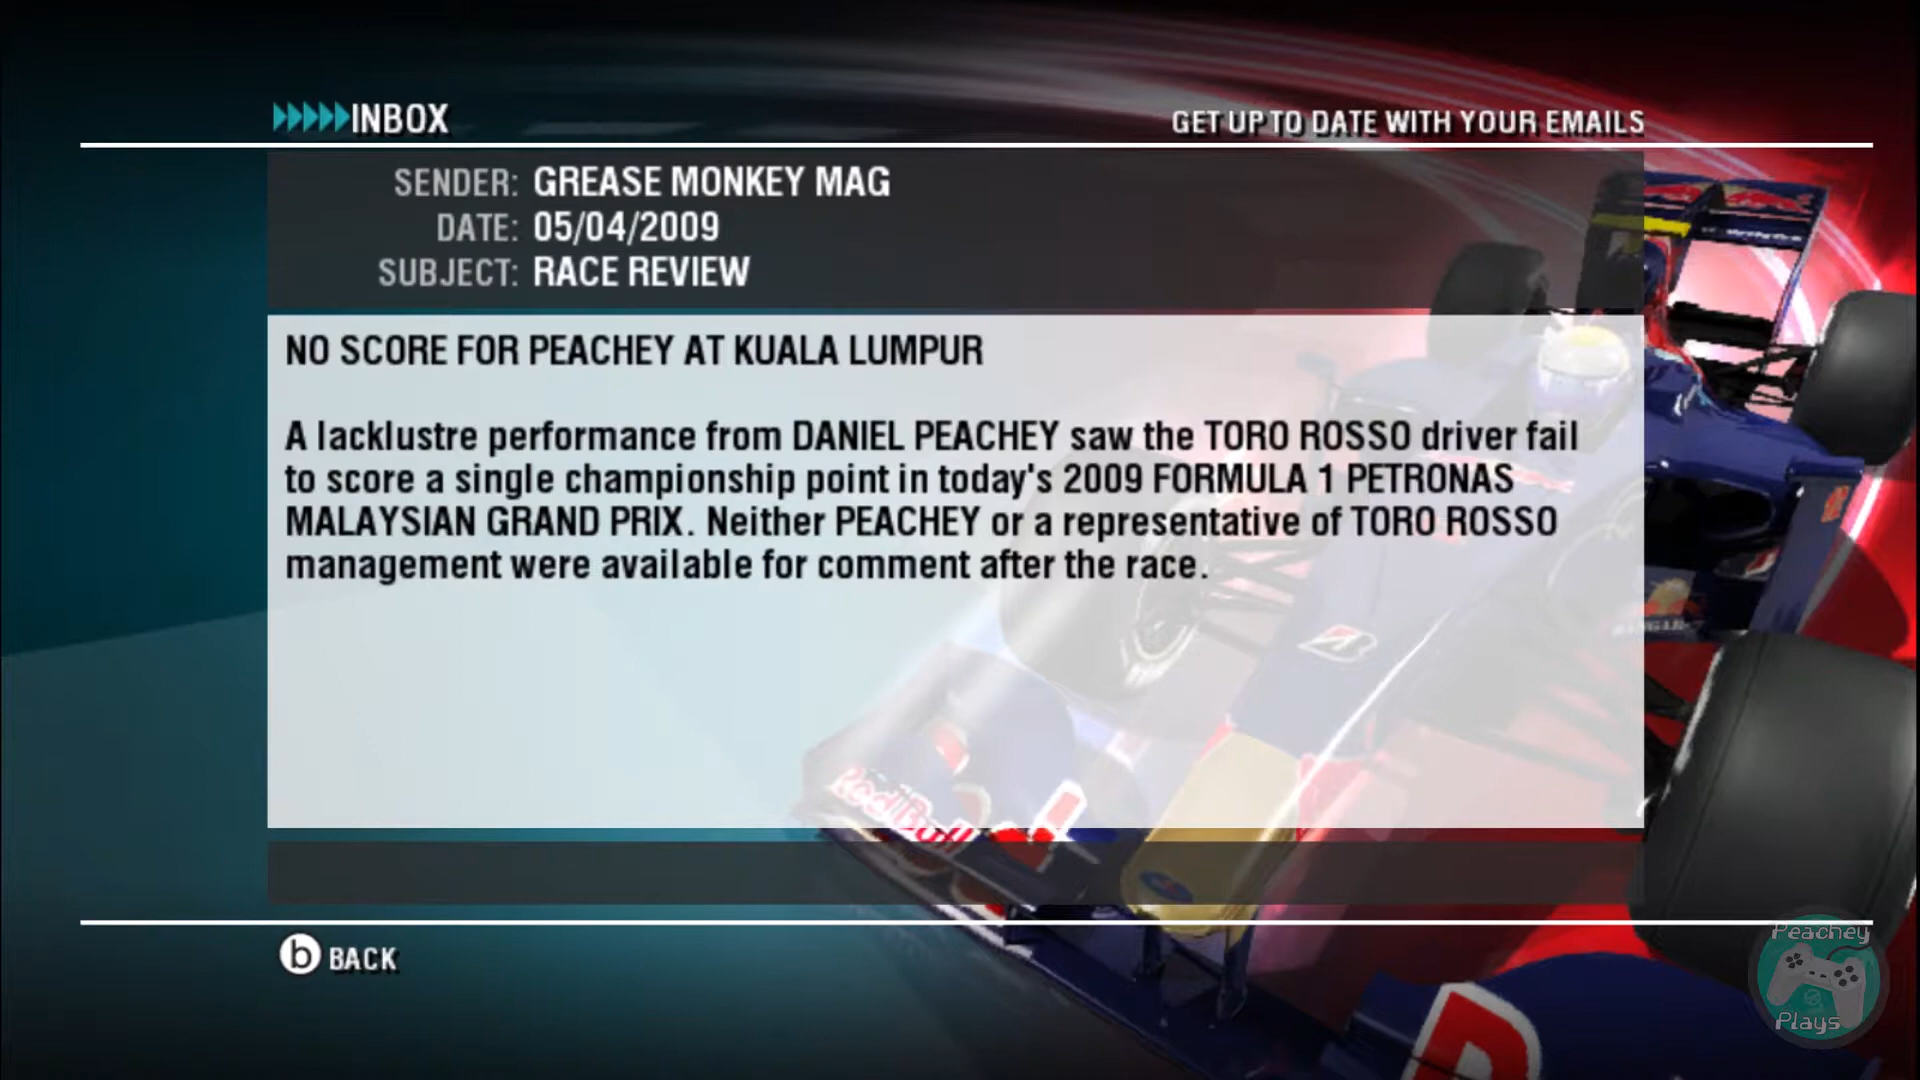 INBOX
GET UP TO DATE WITH YOUR EMAILS
SENDER: GREASE MONKEY MAG
DATE: 05/04/2009
SUBJECT: RACE REVIEW
NO SCORE FOR PEACHEY AT KUALA LUMPUR
A lacklustre performance from DANIEL PEACHEY saw the TORO ROSSO driver fail
to score a single championship point in today's 2009 FORMULA 1 PETRONAS
MALAYSIAN GRAND PRIX. Neither PEACHEY or a representative of TORO ROSSO
management were available for comment after the race.
Red Bull
b BACK
Peachey
Plays